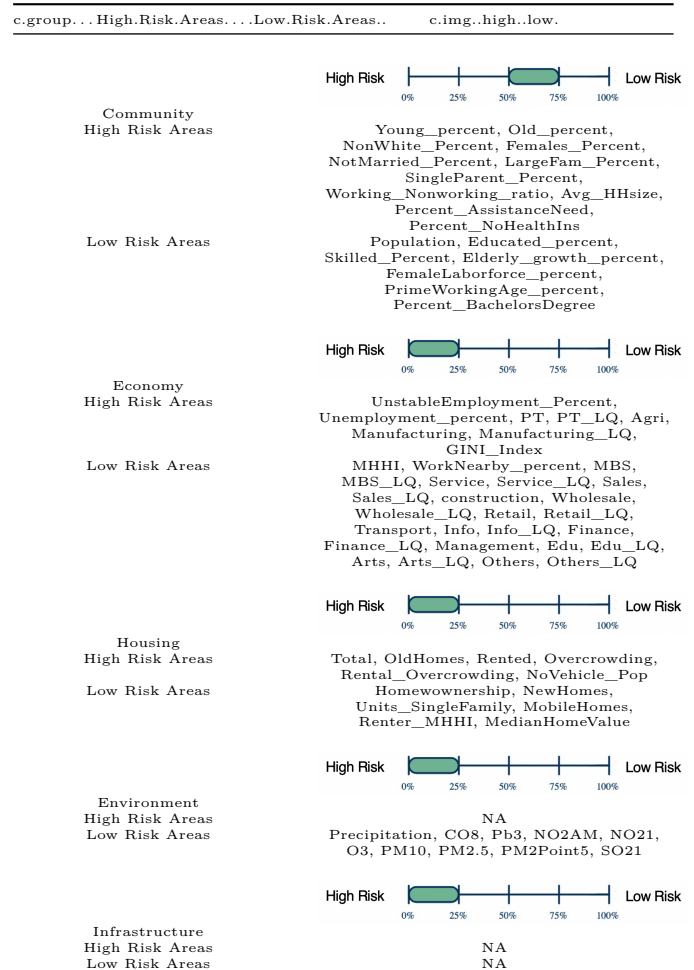 c.group...High.Risk.Areas....Low.Risk.Areas.. c.img..high..low.
High Risk Low Risk
0% 25% 50% 75% 100%
Community
High Risk Areas Young_percent, Old_percent,
NonWhite_Percent, Females_Percent,
NotMarried_Percent, LargeFam_Percent,
SingleParent_Percent,
Working_Nonworking_ratio, Avg_HHsize,
Percent_AssistanceNeed,
Percent_NoHealthIns
Low Risk Areas Population, Educated_percent,
Skilled_Percent, Elderly_growth_percent,
FemaleLaborforce_percent,
PrimeWorkingAge_percent,
Percent_BachelorsDegree
High Risk Low Risk
0% 25% 50% 75% 100%
Economy
High Risk Areas UnstableEmployment_Percent,
Unemployment_percent, PT, PT_LQ, Agri,
Manufacturing, Manufacturing_LQ,
GINI_Index
Low Risk Areas MHHI, WorkNearby_percent, MBS,
MBS_LQ, Service, Service_LQ, Sales,
Sales_LQ, construction, Wholesale,
Wholesale_LQ, Retail, Retail_LQ,
Transport, Info, Info_LQ, Finance,
Finance_LQ, Management, Edu, Edu_LQ,
Arts, Arts_LQ, Others, Others_LQ
High Risk Low Risk
0% 25% 50% 75% 100%
Housing
High Risk Areas Total, OldHomes, Rented, Overcrowding,
Rental_Overcrowding, NoVehicle_Pop
Low Risk Areas Homewownership, NewHomes,
Units_SingleFamily, MobileHomes,
Renter_MHHI, MedianHomeValue
High Risk Low Risk
0% 25% 50% 75% 100%
Environment
High Risk Areas NA
Low Risk Areas Precipitation, CO8, Pb3, NO2AM, NO21,
O3, PM10, PM2.5, PM2Point5, SO21
High Risk Low Risk
0% 25% 50% 75% 100%
Infrastructure
High Risk Areas NA
Low Risk Areas NA